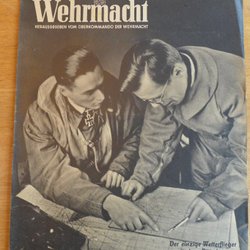 Wehrmacht
HERAUSGEGEBEN VOM OBERKOMMANDO DER WEHRMACHT
Der einzige Wetterflieger